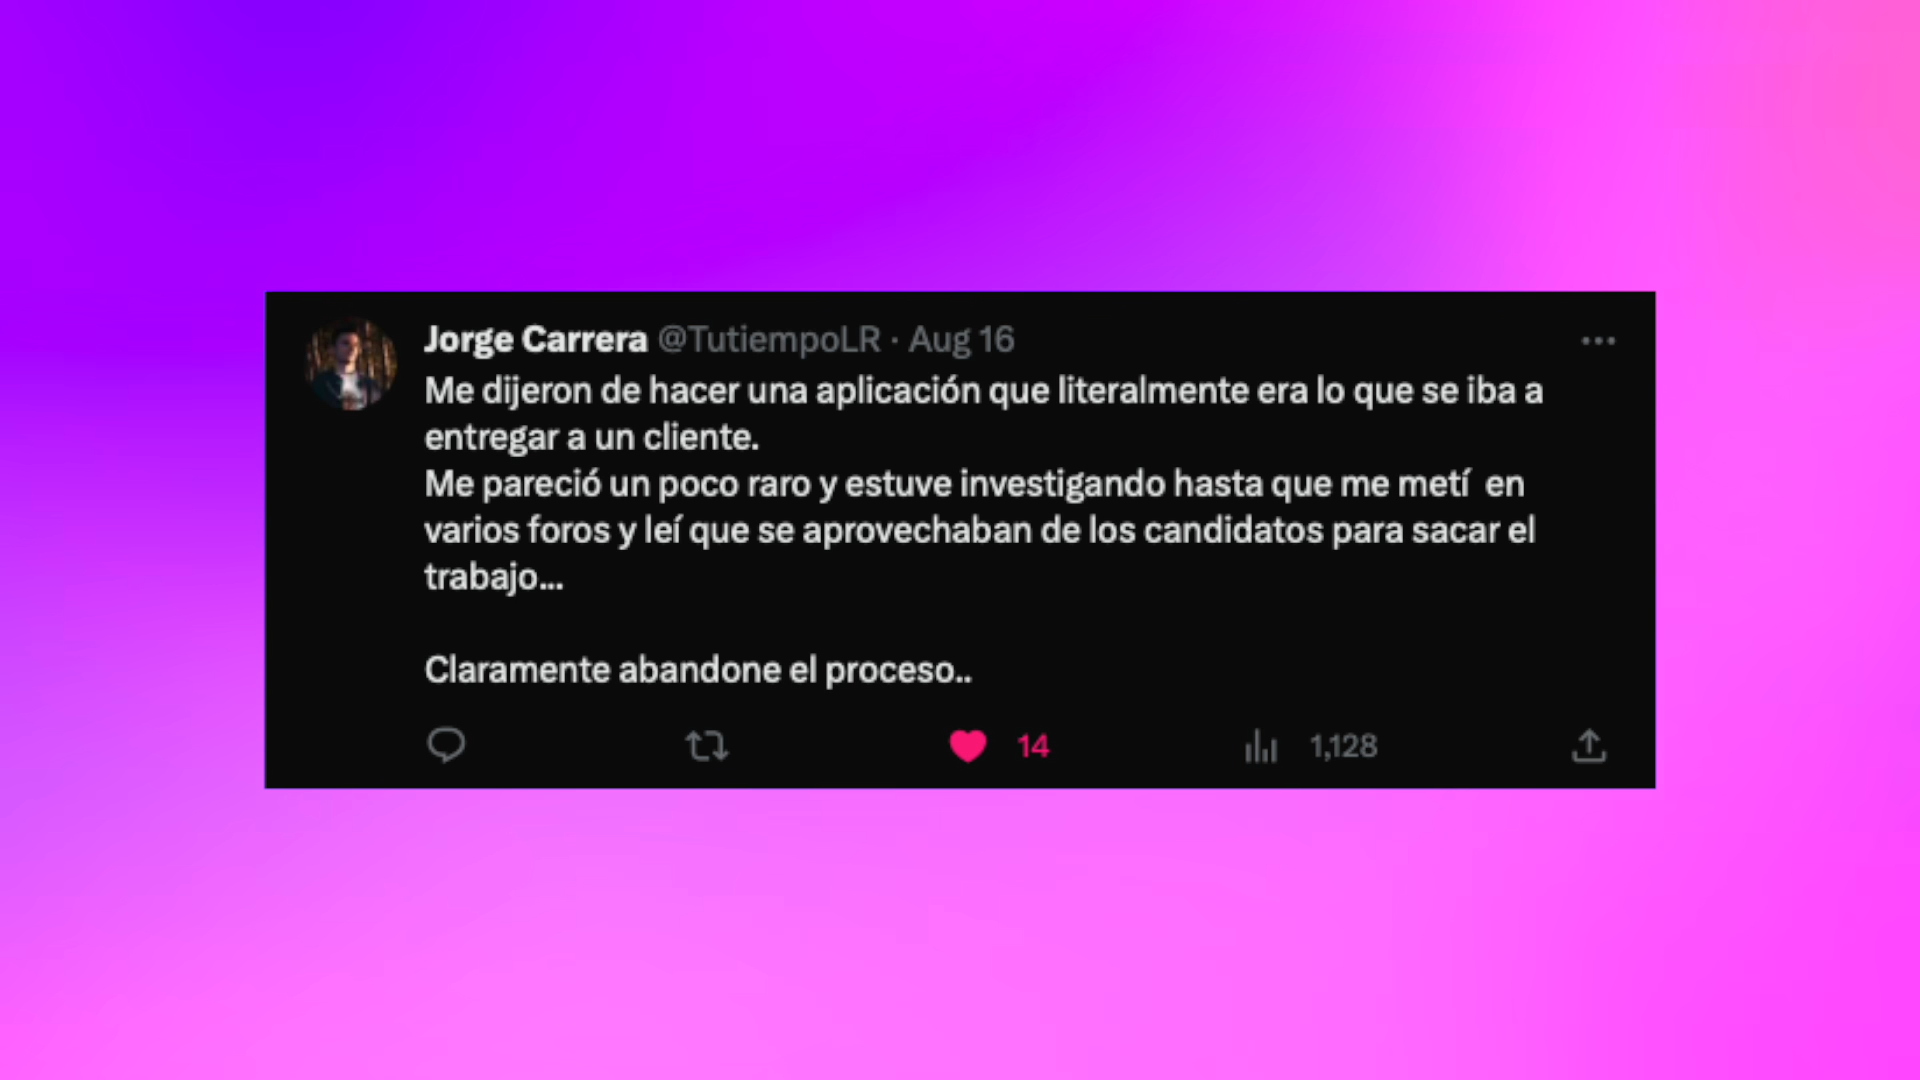 Jorge Carrera @TutiempoLR · Aug 16
Me dijeron de hacer una aplicación que literalmente era lo que se iba a
entregar a un cliente.
Me pareció un poco raro y estuve investigando hasta que me metí  en
varios foros y leí que se aprovechaban de los candidatos para sacar el
trabajo...
Claramente abandone el proceso..
14 1,128